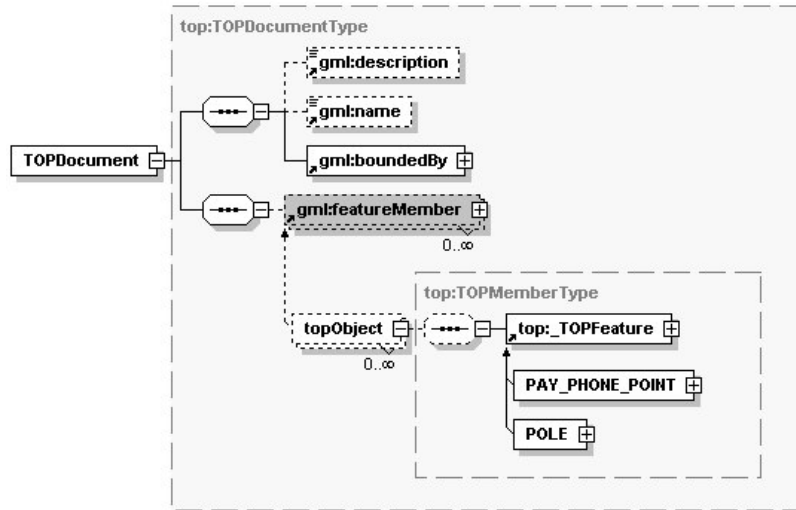 top:TOPDocumentType
gml:description
gml:name
TOPDocument
gml:boundedBy
gml:featureMember
0..∞
top:TOPMemberType
topObject
top:_TOPFeature
0..∞
PAY_PHONE_POINT
POLE